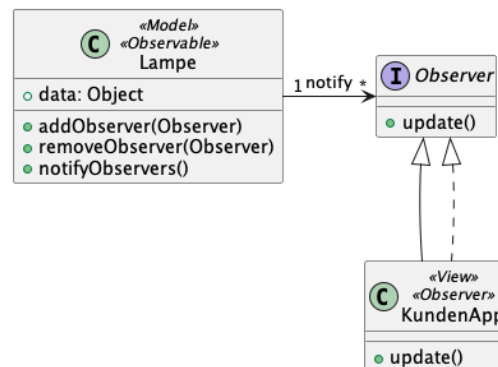 «Model»
«Observable»
C
Lampe
data: Object
addObserver(Observer)
removeObserver(Observer)
notifyObservers()
1 notify *
I Observer
update()
«View»
«Observer»
C
KundenApp
update()